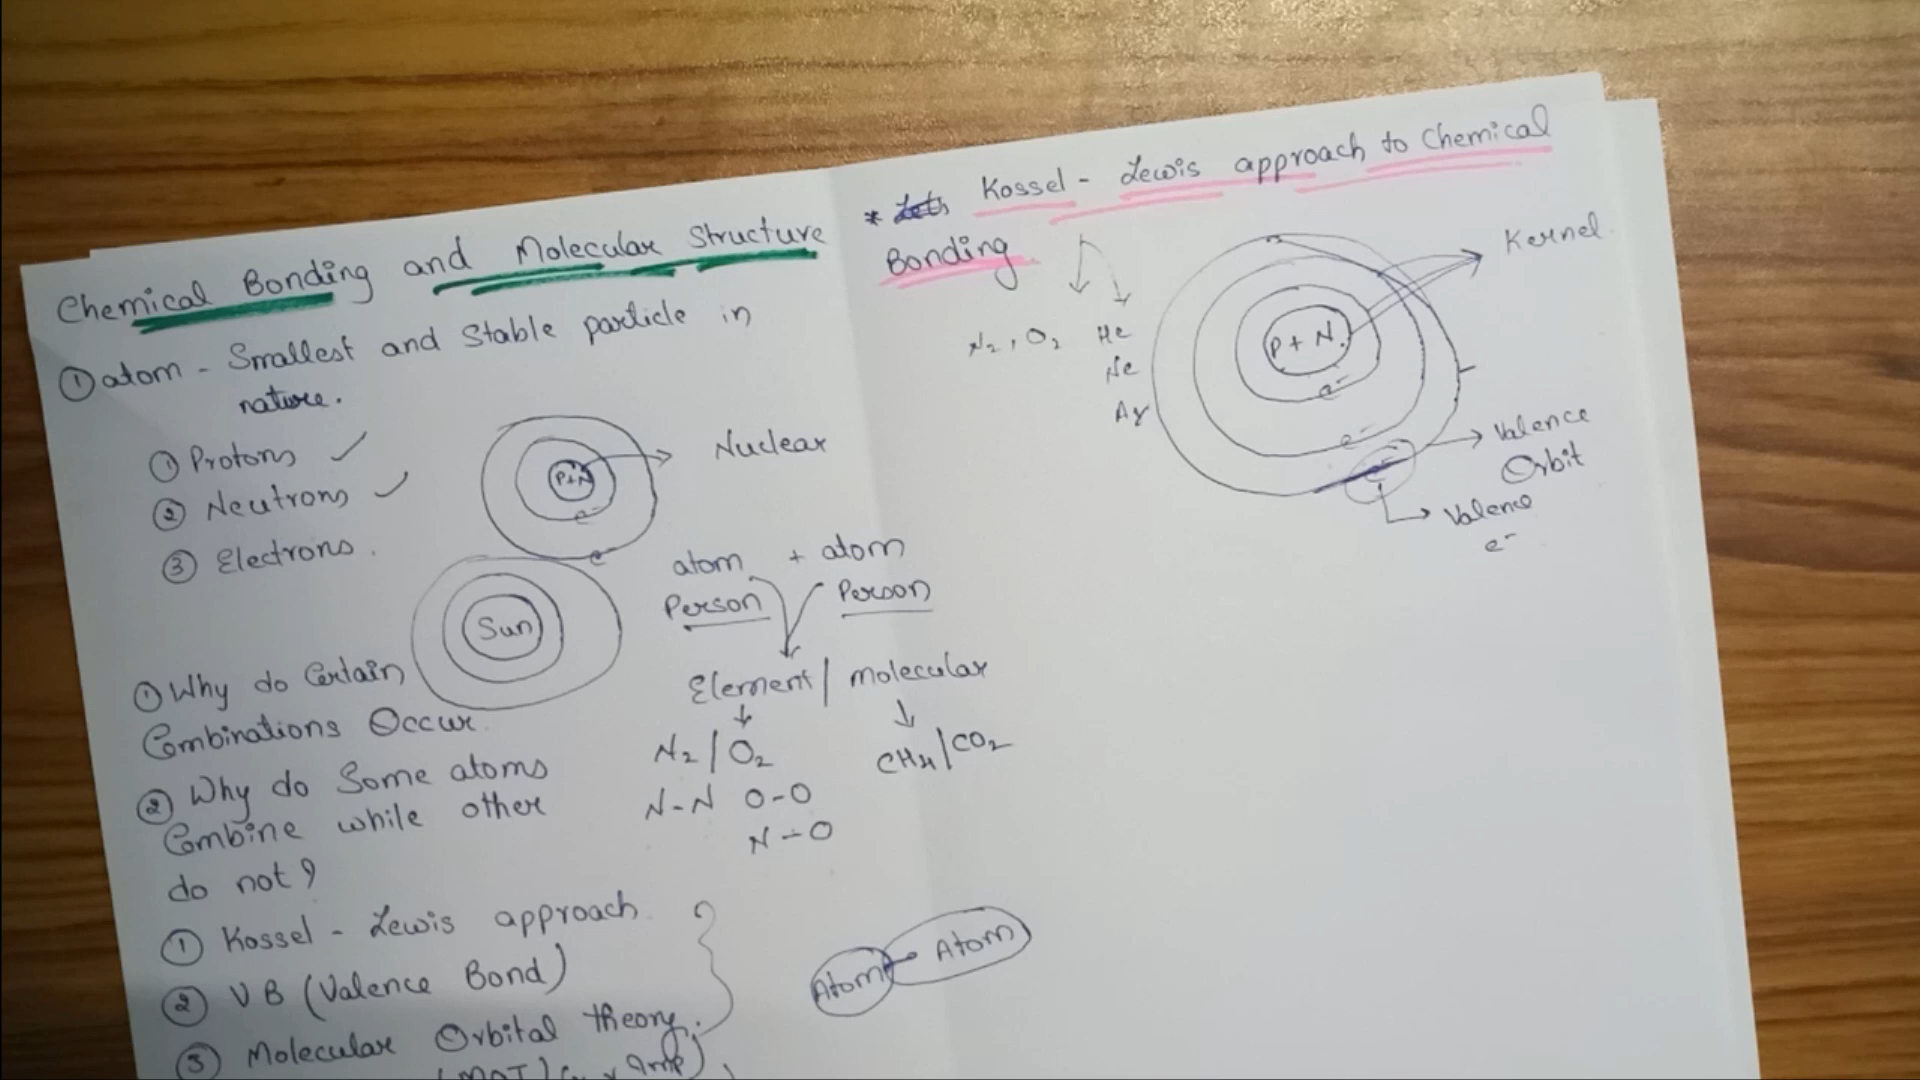 Chemical Bonding and Molecular Structure
① atom - Smallest and Stable particle in
nature.
① Protons ✓
② Neutrons ✓
③ Electrons.
P+N
e-
e-
Nuclear
Sun
atom + atom
Person Person
Element / molecular
N2 / O2
CH4 / CO2
N-N O-O
N-O
① Why do Certain
Combinations Occur
② Why do Some atoms
Combine while other
do not?
① Kossel - Lewis approach
② VB (Valence Bond)
③ Molecular Orbital theory.
Atom Atom
* Kossel - Lewis approach to Chemical
Bonding
N2, O2 He
Ne
Ar
P + N
e-
e-
e-
Kernel
Valence
Orbit
Valence
e-